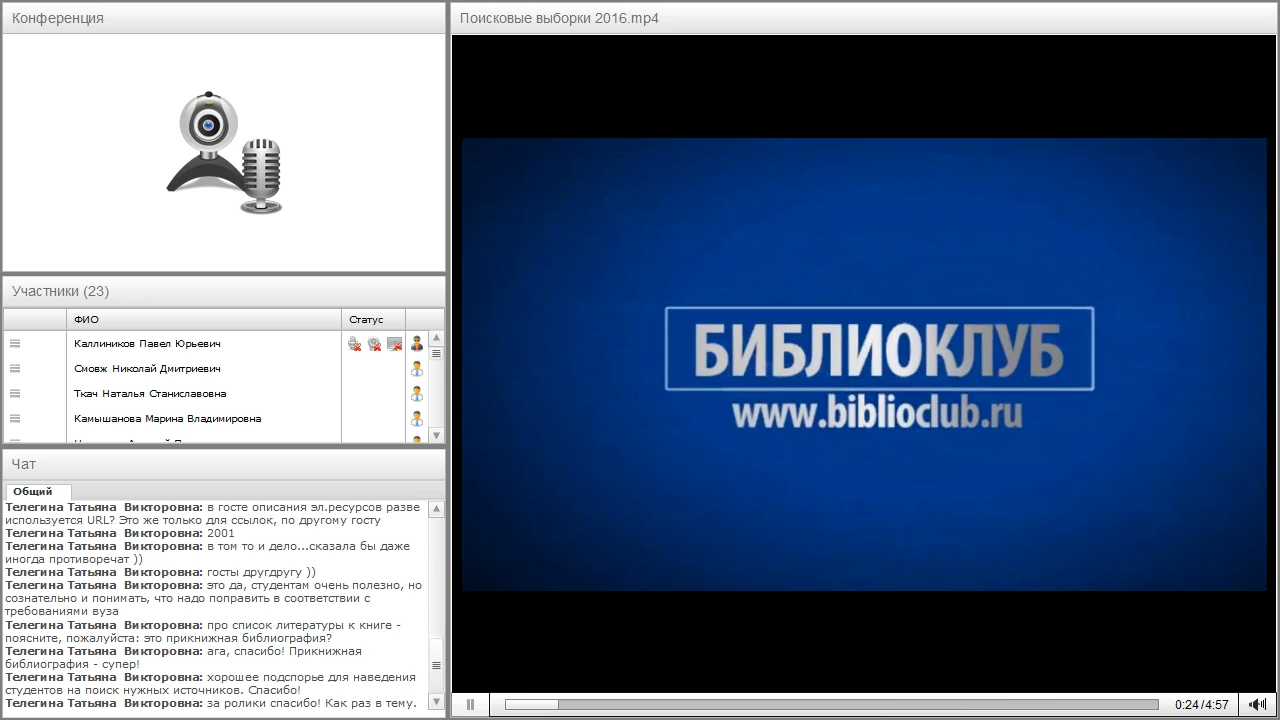 Конференция
Поисковые выборки 2016.mp4
БИБЛИОКЛУБ
www.biblioclub.ru
Участники (23)
ФИО
Статус
Каллиников Павел Юрьевич
Смовж Николай Дмитриевич
Ткач Наталья Станиславовна
Камышанова Марина Владимировна
Чат
Общий
Телегина Татьяна Викторовна: в госте описания эл.ресурсов разве
используется URL? Это же только для ссылок, по другому госту
Телегина Татьяна Викторовна: 2001
Телегина Татьяна Викторовна: в том то и дело...сказала бы даже
иногда противоречат ))
Телегина Татьяна Викторовна: госты другдругу ))
Телегина Татьяна Викторовна: это да, студентам очень полезно, но
сознательно и понимать, что надо поправить в соответствии с
требованиями вуза
Телегина Татьяна Викторовна: про список литературы к книге -
поясните, пожалуйста: это прикнижная библиография?
Телегина Татьяна Викторовна: ага, спасибо! Прикнижная
библиография - супер!
Телегина Татьяна Викторовна: хорошее подспорье для наведения
студентов на поиск нужных источников. Спасибо!
Телегина Татьяна Викторовна: за ролики спасибо! Как раз в тему.
0:24/4:57